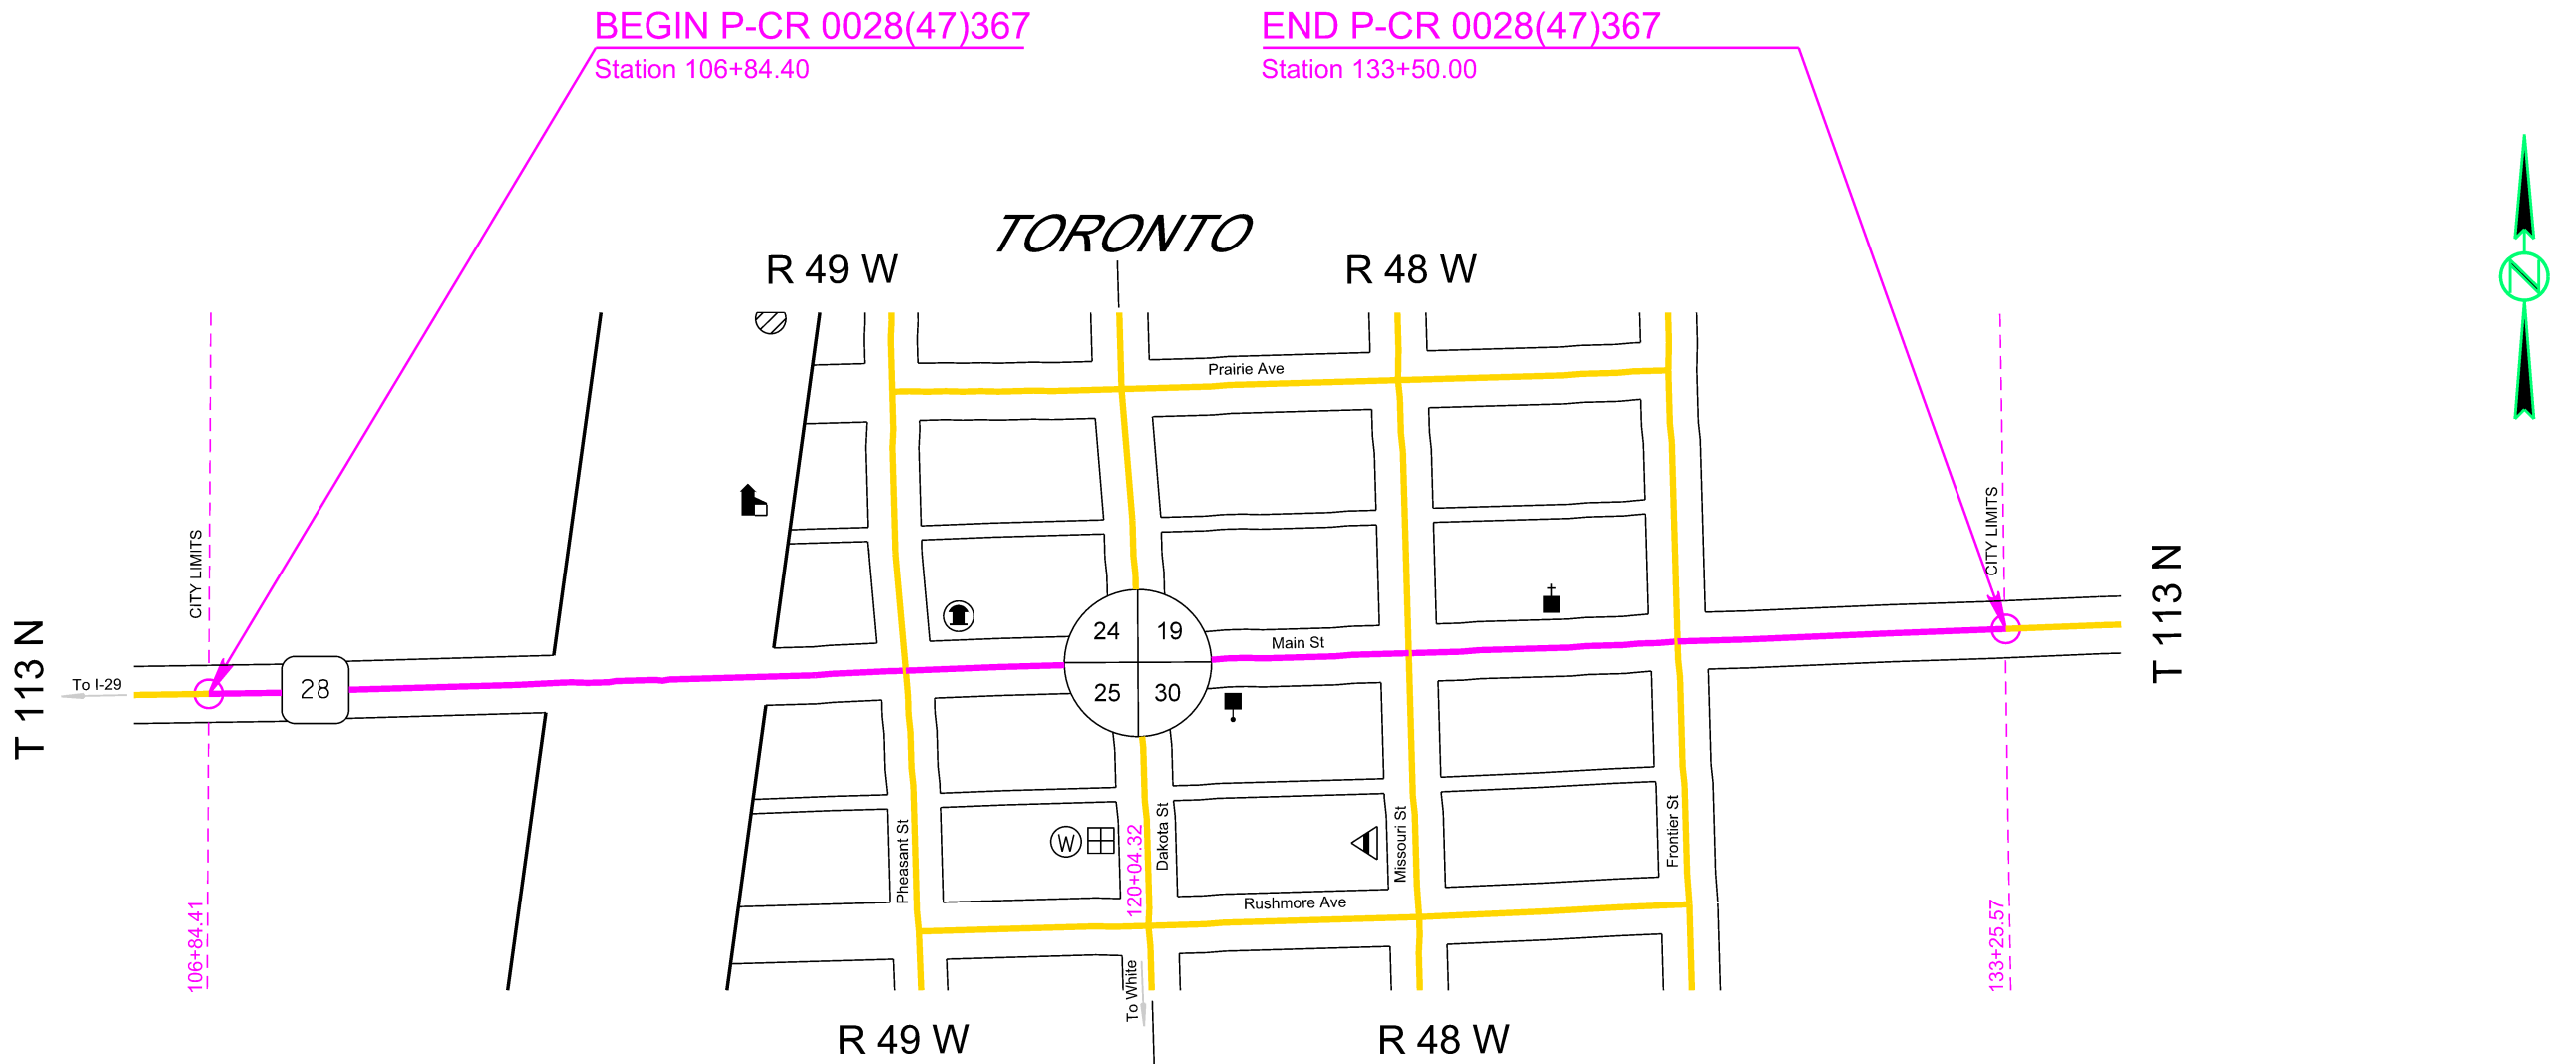 BEGIN P-CR 0028(47)367
Station 106+84.40
END P-CR 0028(47)367
Station 133+50.00
TORONTO
R 49 W
R 48 W
N
Prairie Ave
CITY LIMITS
CITY LIMITS
T 113 N
T 113 N
To I-29
28
24
19
25
30
Main St
W
Pheasant St
120+04.32
Dakota St
Missouri St
Frontier St
Rushmore Ave
106+84.41
133+25.57
To White
R 49 W
R 48 W